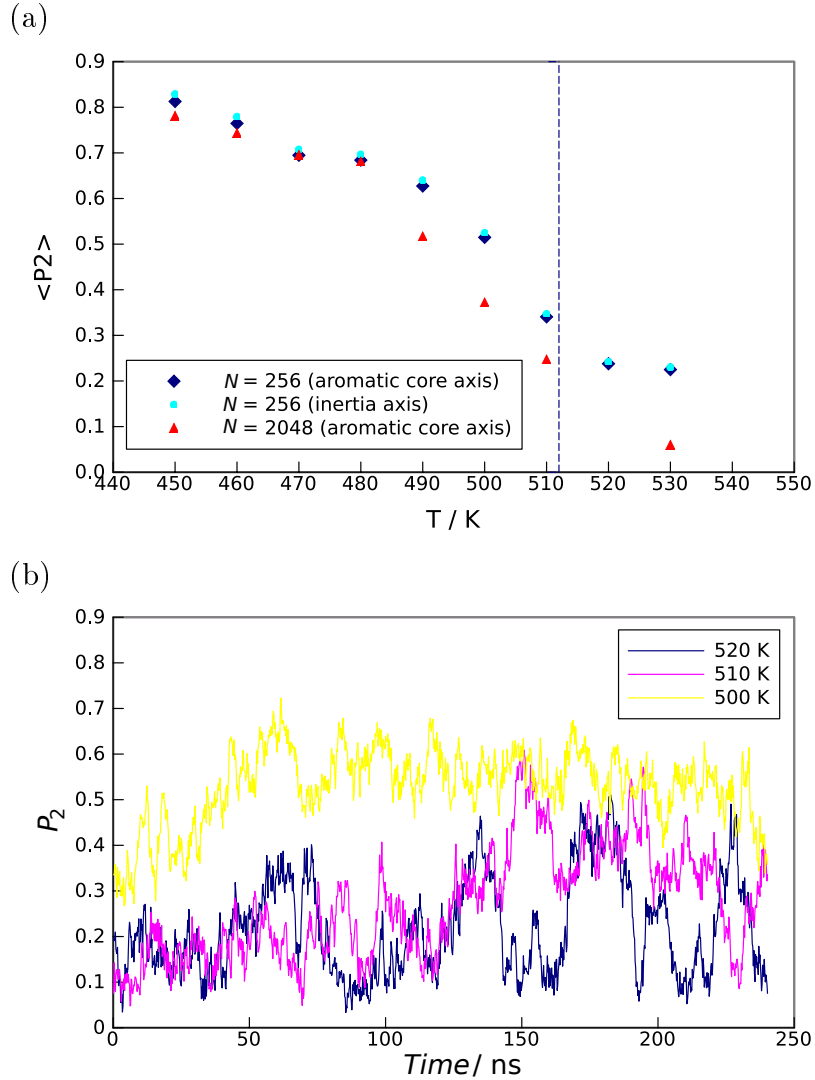 (a)
0.9
0.8
0.7
0.6
0.5
0.4
0.3
0.2
0.1
0.0
<P2>
N = 256 (aromatic core axis)
N = 256 (inertia axis)
N = 2048 (aromatic core axis)
440 450 460 470 480 490 500 510 520 530 540 550
T / K
(b)
0.9
0.8
0.7
0.6
0.5
0.4
0.3
0.2
0.1
0
P2
520 K
510 K
500 K
0 50 100 150 200 250
Time/ ns